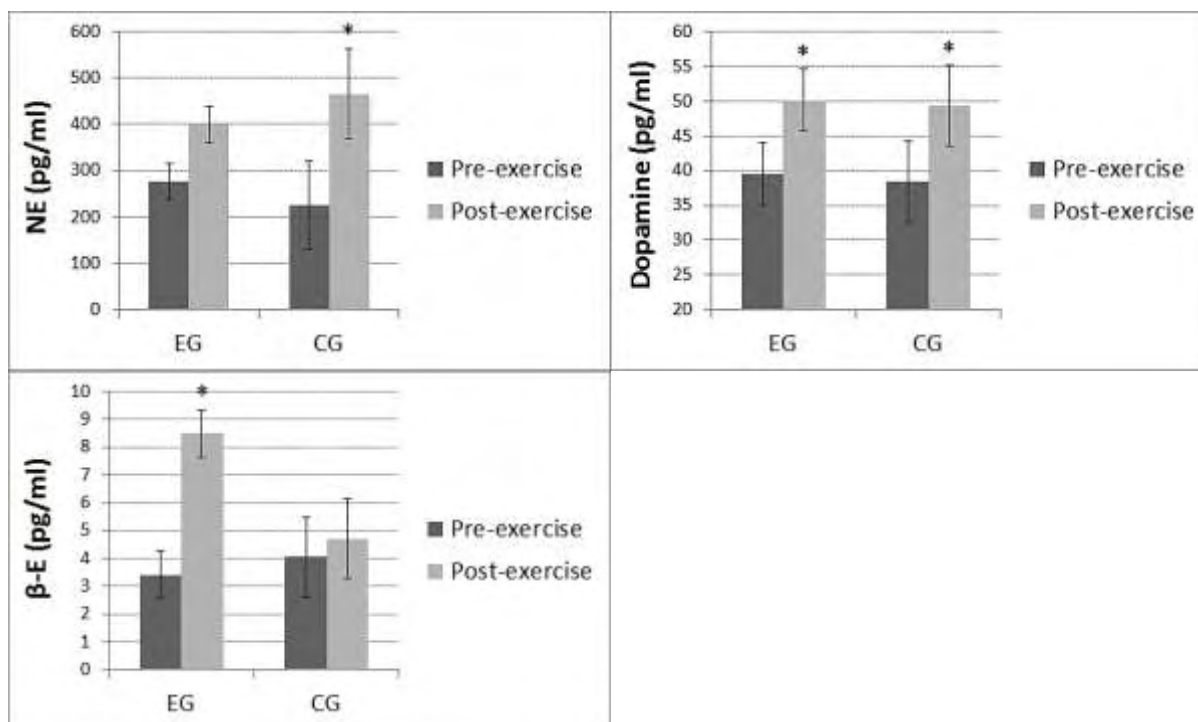 NE (pg/ml)
600
500
400
300
200
100
0
*
EG
CG
Pre-exercise
Post-exercise
Dopamine (pg/ml)
60
55
50
45
40
35
30
25
20
*
*
EG
CG
Pre-exercise
Post-exercise
β-E (pg/ml)
10
9
8
7
6
5
4
3
2
1
0
*
EG
CG
Pre-exercise
Post-exercise